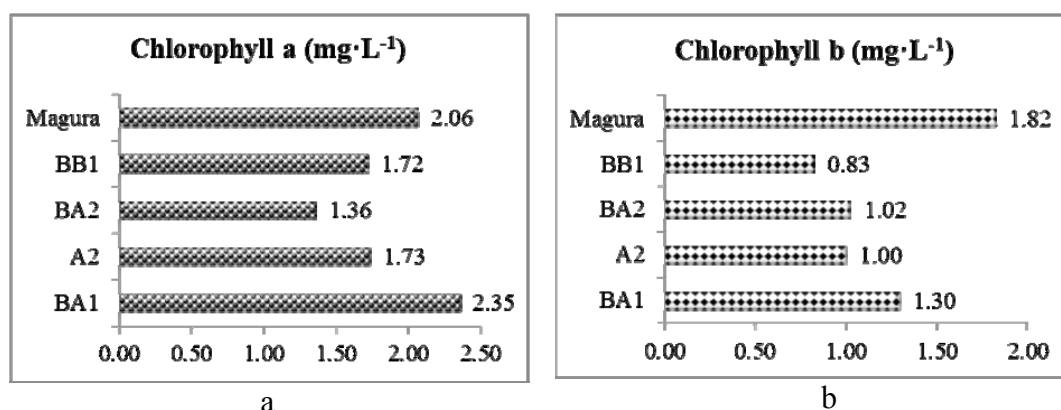 Chlorophyll a (mg·L⁻¹)
Magura 2.06
BB1 1.72
BA2 1.36
A2 1.73
BA1 2.35
0.00 0.50 1.00 1.50 2.00 2.50
a
Chlorophyll b (mg·L⁻¹)
Magura 1.82
BB1 0.83
BA2 1.02
A2 1.00
BA1 1.30
0.00 0.50 1.00 1.50 2.00
b